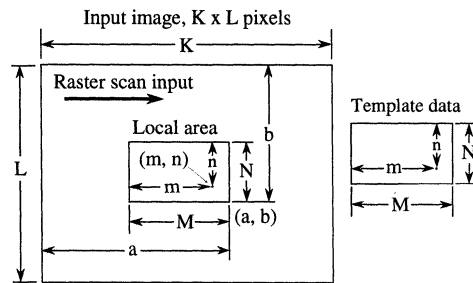 Input image, K x L pixels
K
Raster scan input
Template data
Local area
b
L
(m, n)
n
N
m
M
(a, b)
a
n
N
m
M